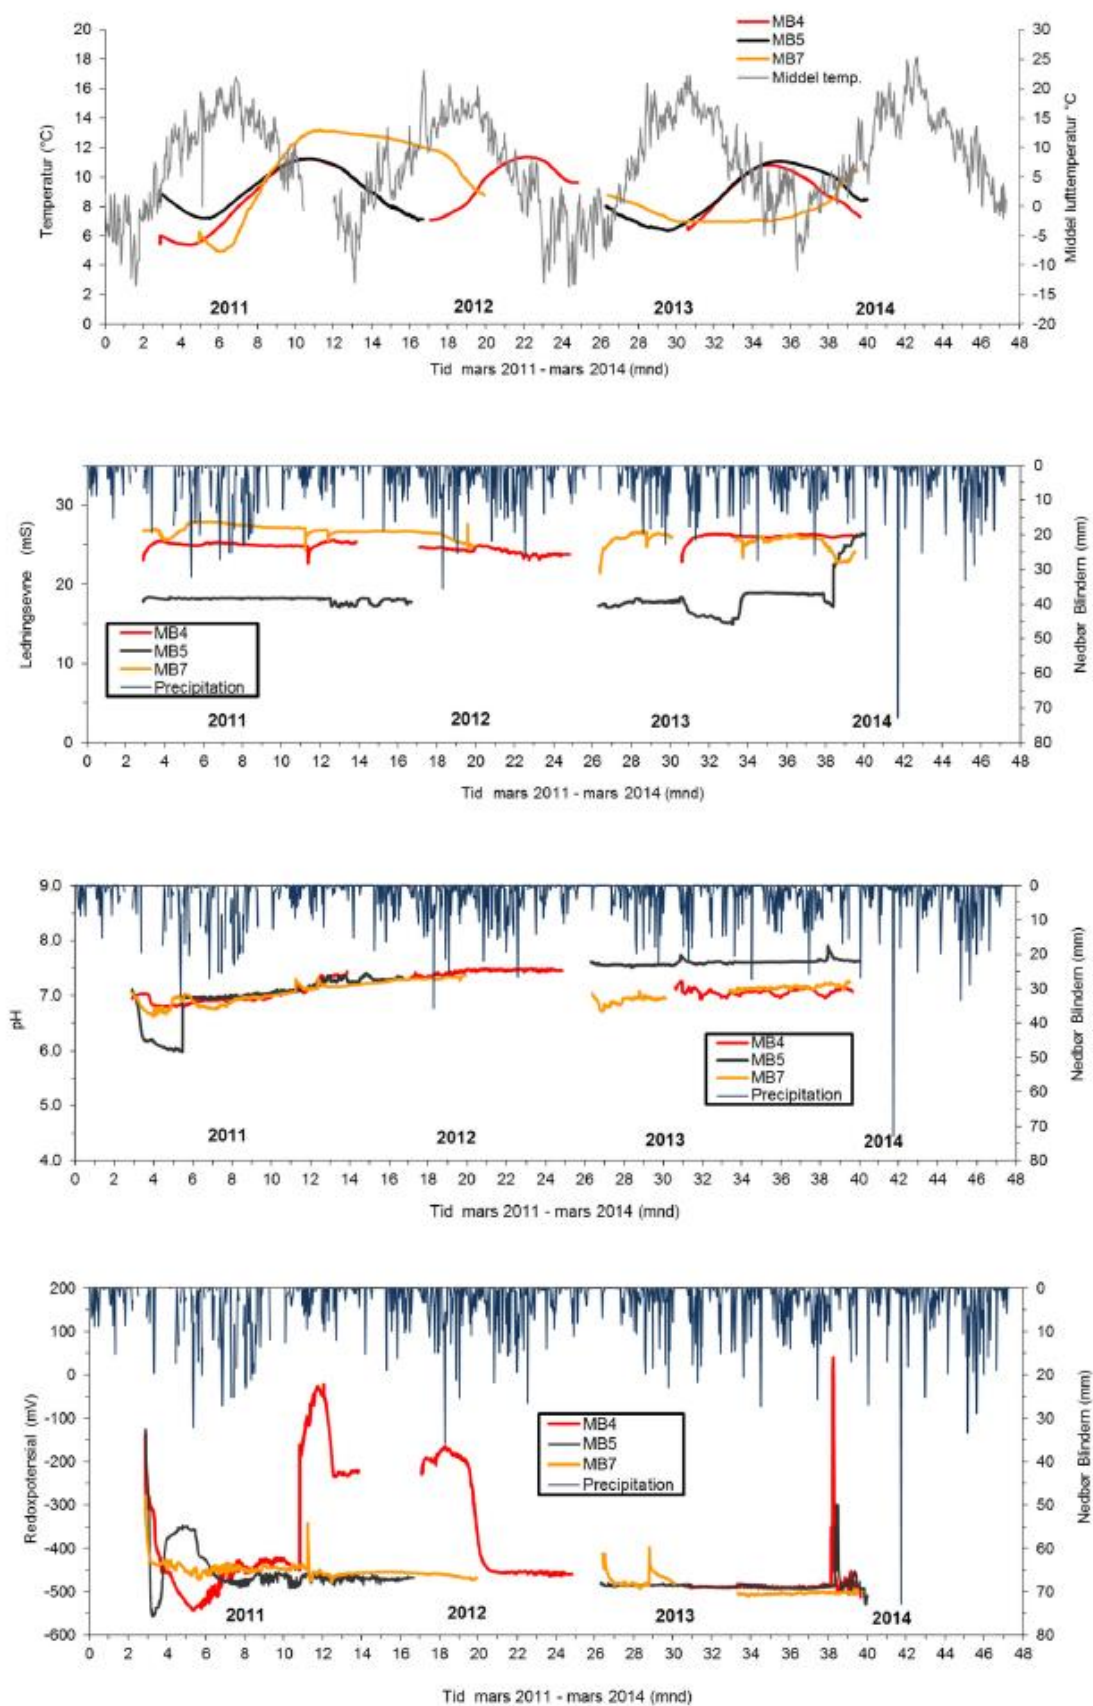 MB4
MB5
MB7
Middel temp.
20 18 16 14 12 10 8 6 4 2 0
Temperatur (°C)
30 25 20 15 10 5 0 -5 -10 -15 -20
Middel lufttemperatur °C
2011 2012 2013 2014
0 2 4 6 8 10 12 14 16 18 20 22 24 26 28 30 32 34 36 38 40 42 44 46 48
Tid mars 2011 - mars 2014 (mnd)
30 20 10 0
Ledningsevne (mS)
0 10 20 30 40 50 60 70 80
Nedbør Blindern (mm)
MB4
MB5
MB7
Precipitation
2011 2012 2013 2014
0 2 4 6 8 10 12 14 16 18 20 22 24 26 28 30 32 34 36 38 40 42 44 46 48
Tid mars 2011 - mars 2014 (mnd)
9.0 8.0 7.0 6.0 5.0 4.0
pH
0 10 20 30 40 50 60 70 80
Nedbør Blindern (mm)
MB4
MB5
MB7
Precipitation
2011 2012 2013 2014
0 2 4 6 8 10 12 14 16 18 20 22 24 26 28 30 32 34 36 38 40 42 44 46 48
Tid mars 2011 - mars 2014 (mnd)
200 100 0 -100 -200 -300 -400 -500 -600
Redoxpotensial (mV)
0 10 20 30 40 50 60 70 80
Nedbør Blindern (mm)
MB4
MB5
MB7
Precipitation
2011 2012 2013 2014
0 2 4 6 8 10 12 14 16 18 20 22 24 26 28 30 32 34 36 38 40 42 44 46 48
Tid mars 2011 - mars 2014 (mnd)